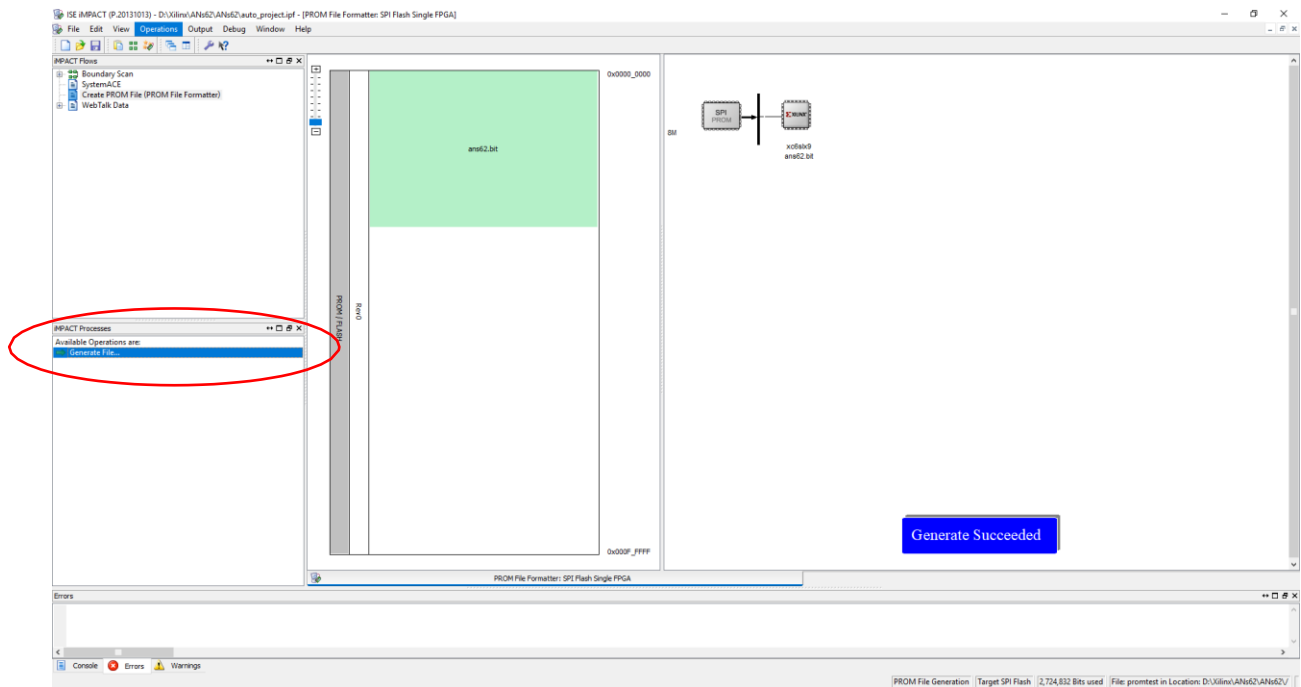 ISE iMPACT (P.20131013) - D:\Xilinx\ANs62\ANs62\auto_project.ipf - [PROM File Formatter: SPI Flash Single FPGA]
File Edit View Operations Output Debug Window Help
iMPACT Flows
Boundary Scan
SystemACE
Create PROM File (PROM File Formatter)
WebTalk Data
iMPACT Processes
Available Operations are:
Generate File...
PROM / FLASH
Rev0
ans62.bit
0x0000_0000
0x000F_FFFF
8M
SPI
PROM
XILINX
xc6slx9
ans62.bit
Generate Succeeded
PROM File Formatter: SPI Flash Single FPGA
Errors
Console Errors Warnings
PROM File Generation Target SPI Flash 2,724,832 Bits used File: promtest in Location: D:\Xilinx\ANs62\ANs62\/